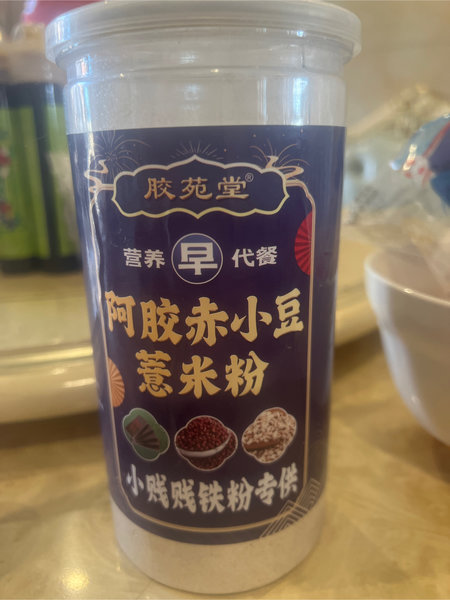 胶苑堂®
营养 早 代餐
阿胶赤小豆
薏米粉
小贱贱铁粉专供